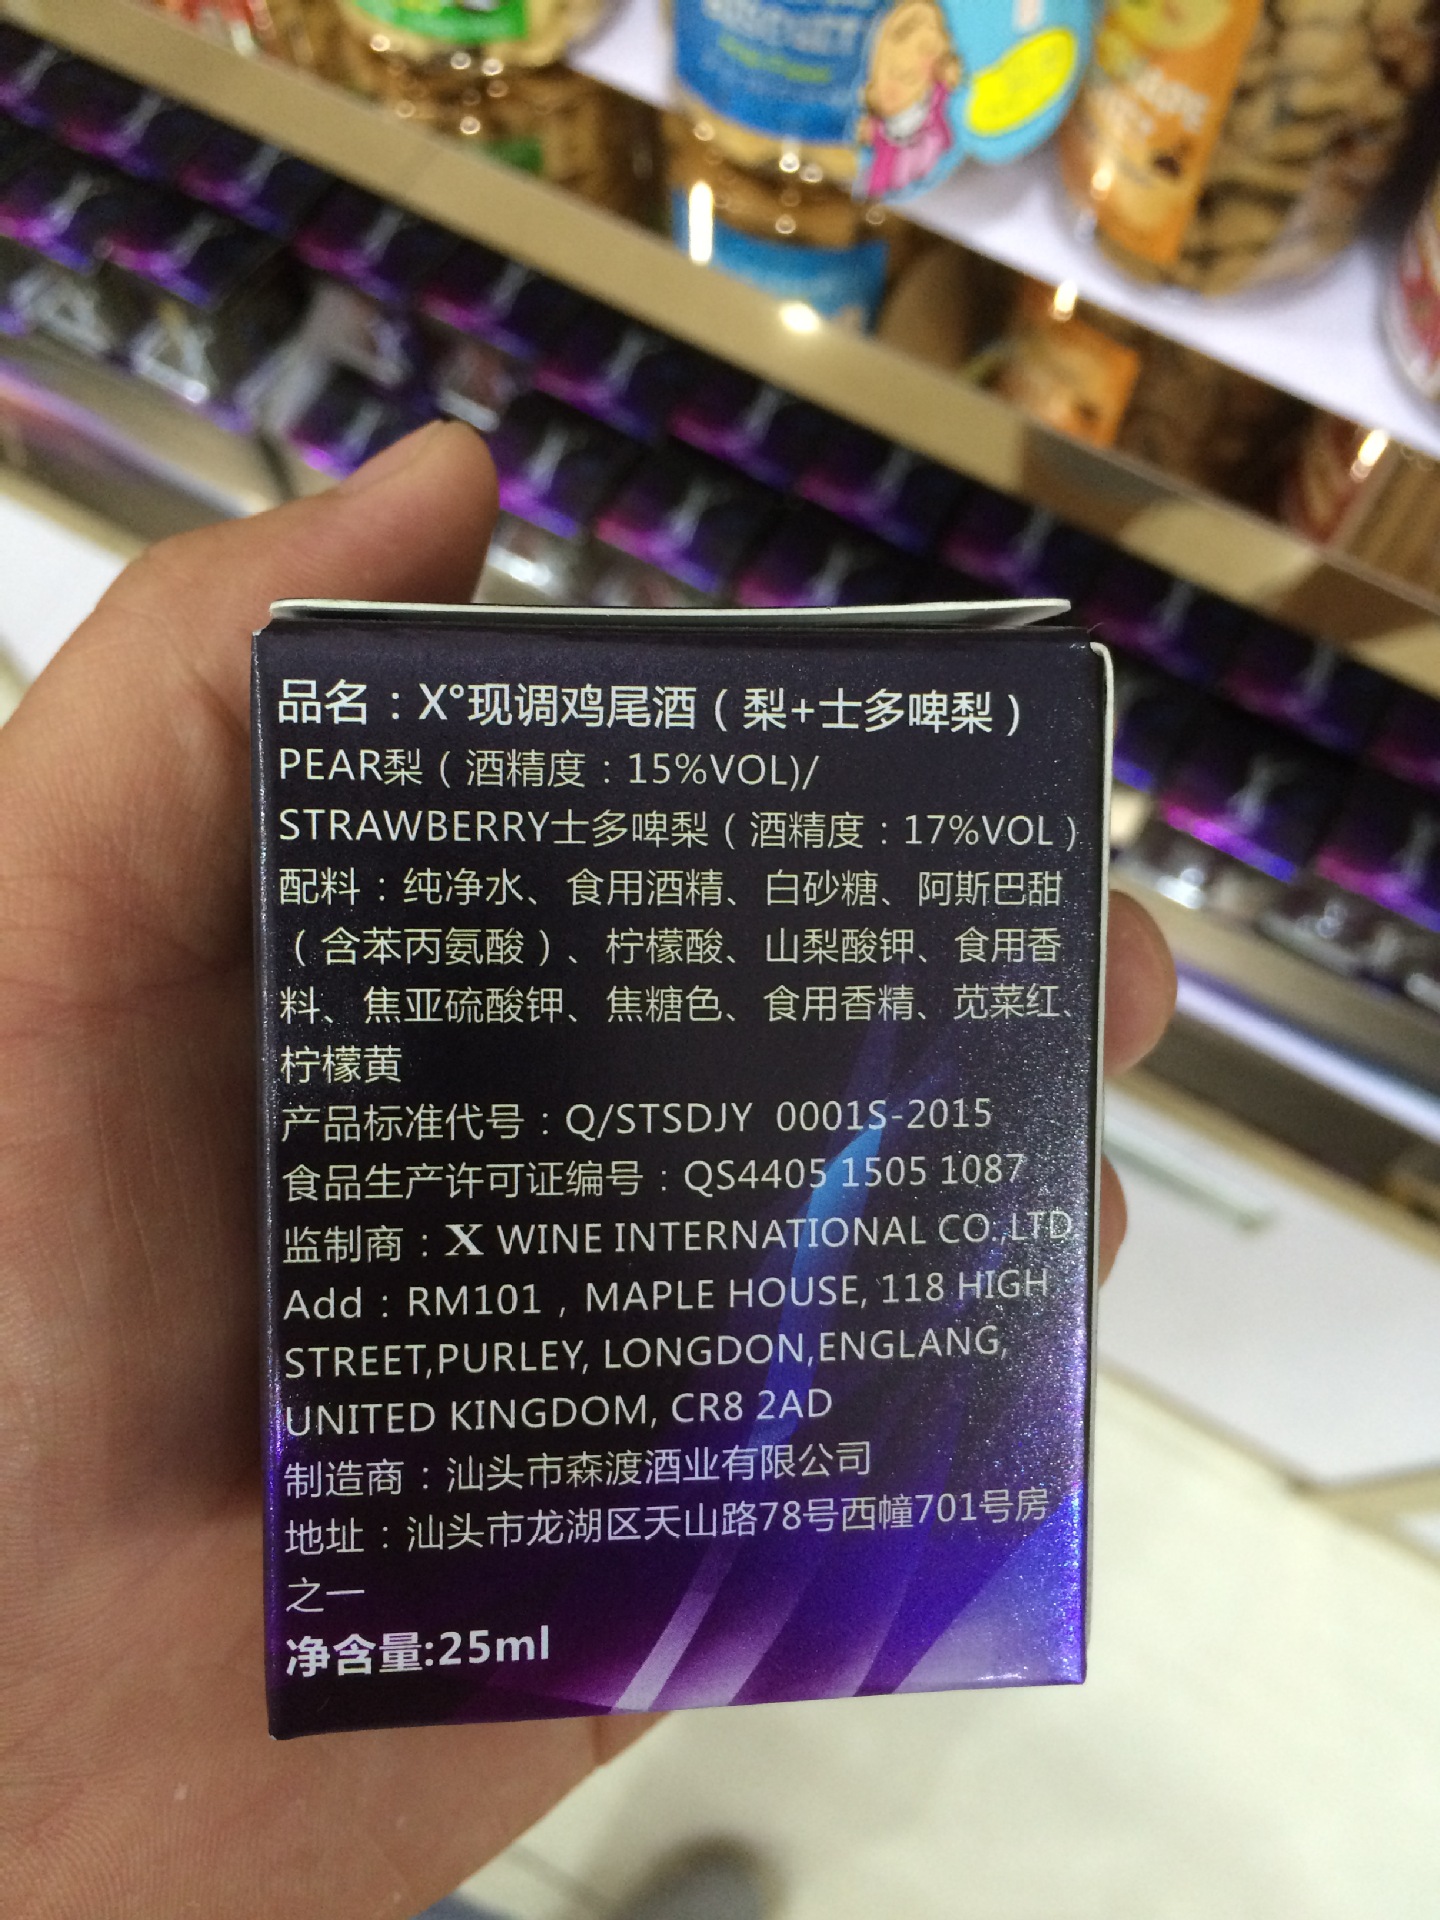 品名：X°现调鸡尾酒（梨+士多啤梨）
PEAR梨（酒精度：15%VOL)/
STRAWBERRY士多啤梨（酒精度：17%VOL）
配料：纯净水、食用酒精、白砂糖、阿斯巴甜
（含苯丙氨酸）、柠檬酸、山梨酸钾、食用香
料、焦亚硫酸钾、焦糖色、食用香精、苋菜红、
柠檬黄
产品标准代号：Q/STSDJY 0001S-2015
食品生产许可证编号：QS4405 1505 1087
监制商：X WINE INTERNATIONAL CO.,LTD
Add：RM101，MAPLE HOUSE, 118 HIGH
STREET,PURLEY, LONGDON,ENGLANG,
UNITED KINGDOM, CR8 2AD
制造商：汕头市森渡酒业有限公司
地址：汕头市龙湖区天山路78号西幢701号房
之一
净含量:25ml